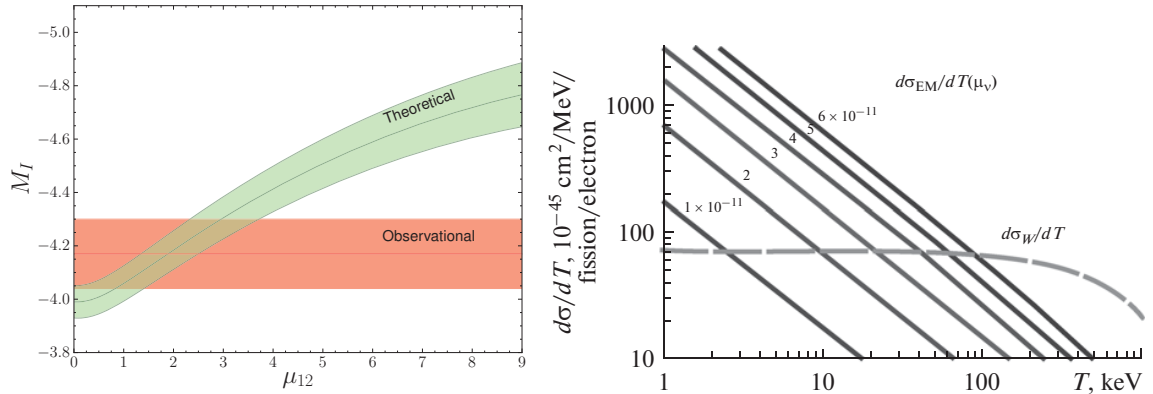 −5.0
−4.8
−4.6
−4.4
−4.2
−4.0
−3.8
M_I
0 1 2 3 4 5 6 7 8 9
μ₁₂
Theoretical
Observational
dσ/dT, 10⁻⁴⁵ cm²/MeV/
fission/electron
1000
100
10
1 10 100 T, keV
dσ_EM/dT(μ_ν)
6 × 10⁻¹¹
5
4
3
2
1 × 10⁻¹¹
dσ_W/dT